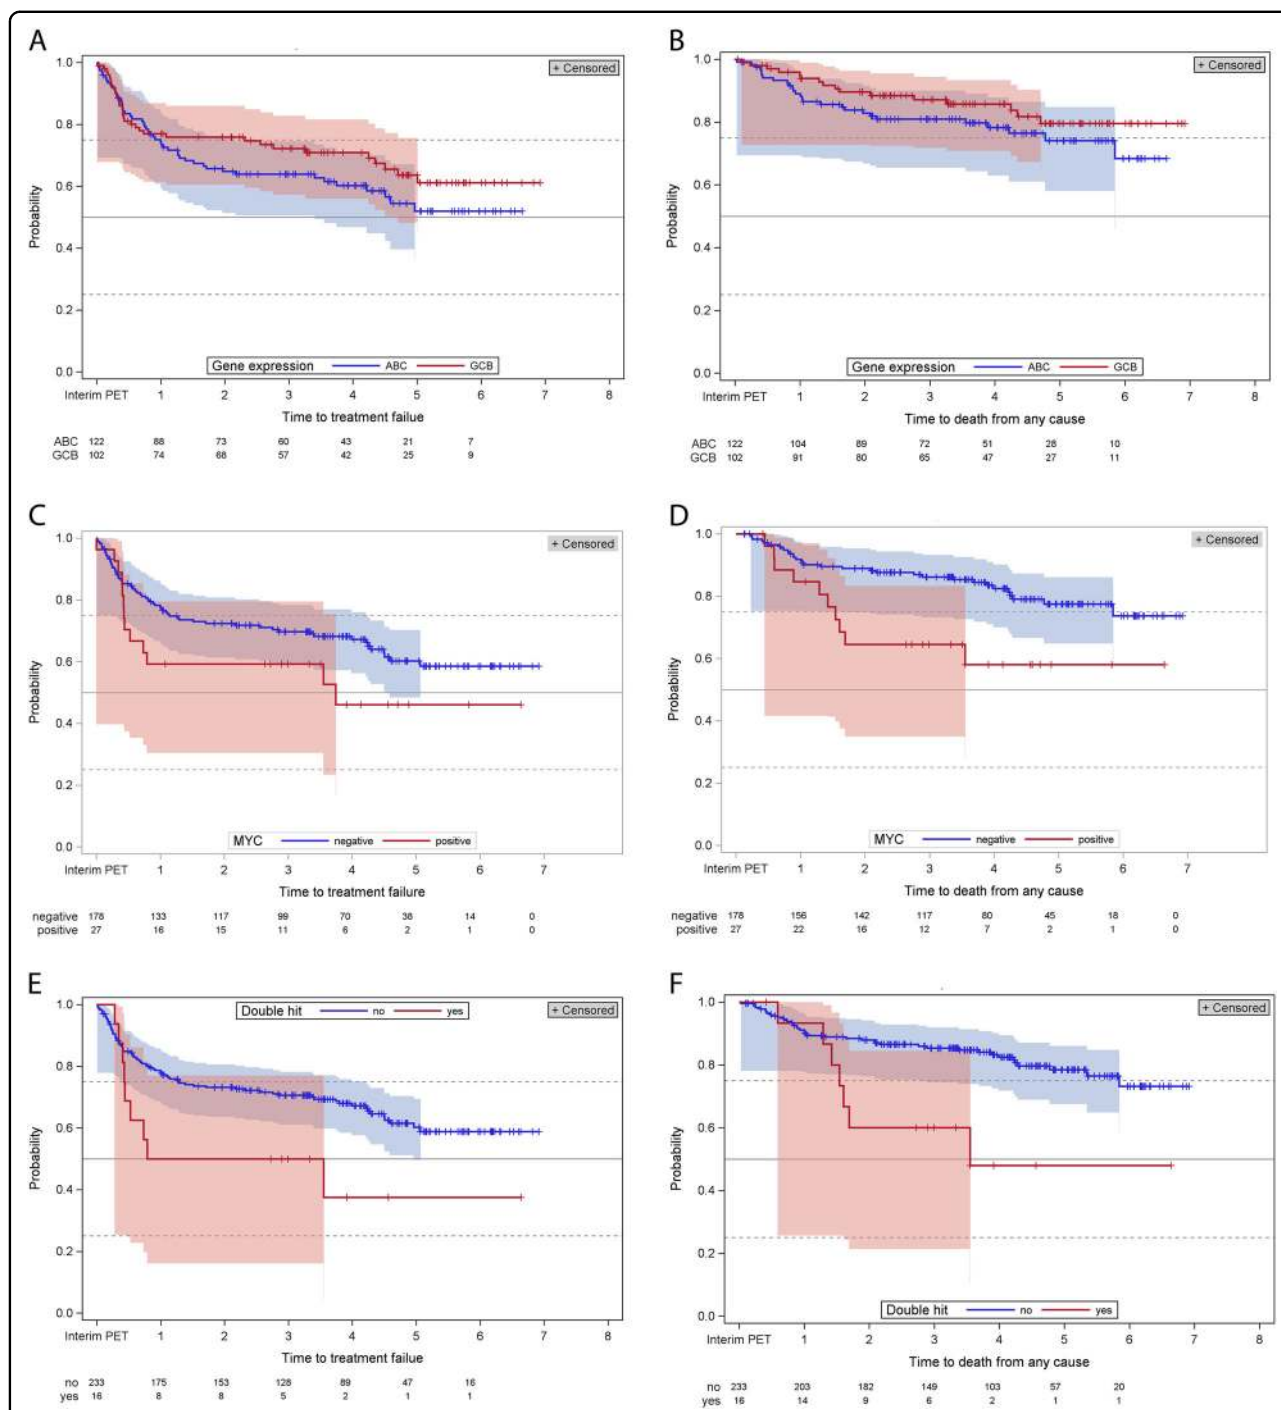 A
+ Censored
1.0
0.8
0.6
0.4
0.2
0.0
Probability
Gene expression ABC GCB
Interim PET 1 2 3 4 5 6 7 8
Time to treatment failue
ABC 122 88 73 60 43 21 7
GCB 102 74 68 57 42 25 9
B
+ Censored
1.0
0.8
0.6
0.4
0.2
0.0
Probability
Gene expression ABC GCB
Interim PET 1 2 3 4 5 6 7 8
Time to death from any cause
ABC 122 104 89 72 51 28 10
GCB 102 91 80 65 47 27 11
C
+ Censored
1.0
0.8
0.6
0.4
0.2
0.0
Probability
MYC negative positive
Interim PET 1 2 3 4 5 6 7
Time to treatment failure
negative 178 133 117 99 70 38 14 0
positive 27 16 15 11 6 2 1 0
D
+ Censored
1.0
0.8
0.6
0.4
0.2
0.0
Probability
MYC negative positive
Interim PET 1 2 3 4 5 6 7
Time to death from any cause
negative 178 156 142 117 80 45 18 0
positive 27 22 16 12 7 2 1 0
E
Double hit no yes
+ Censored
1.0
0.8
0.6
0.4
0.2
0.0
Probability
Interim PET 1 2 3 4 5 6 7 8
Time to treatment failue
no 233 175 153 128 89 47 16
yes 16 8 8 5 2 1 1
F
+ Censored
1.0
0.8
0.6
0.4
0.2
0.0
Probability
Double hit no yes
Interim PET 1 2 3 4 5 6 7 8
Time to death from any cause
no 233 203 182 149 103 57 20
yes 16 14 9 6 2 1 1